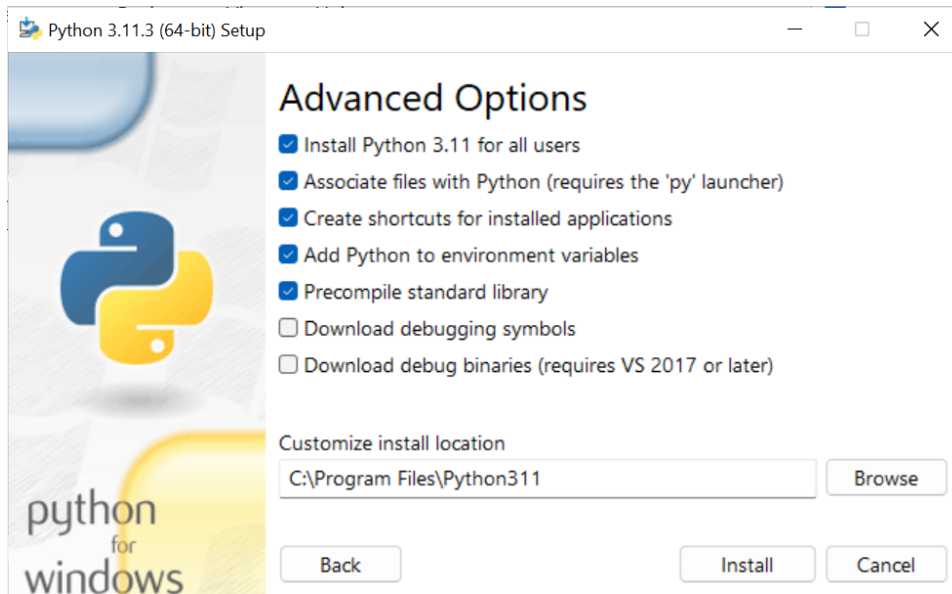 Python 3.11.3 (64-bit) Setup
Advanced Options
Install Python 3.11 for all users
Associate files with Python (requires the 'py' launcher)
Create shortcuts for installed applications
Add Python to environment variables
Precompile standard library
Download debugging symbols
Download debug binaries (requires VS 2017 or later)
Customize install location
C:\Program Files\Python311
Browse
python
for
windows
Back
Install
Cancel